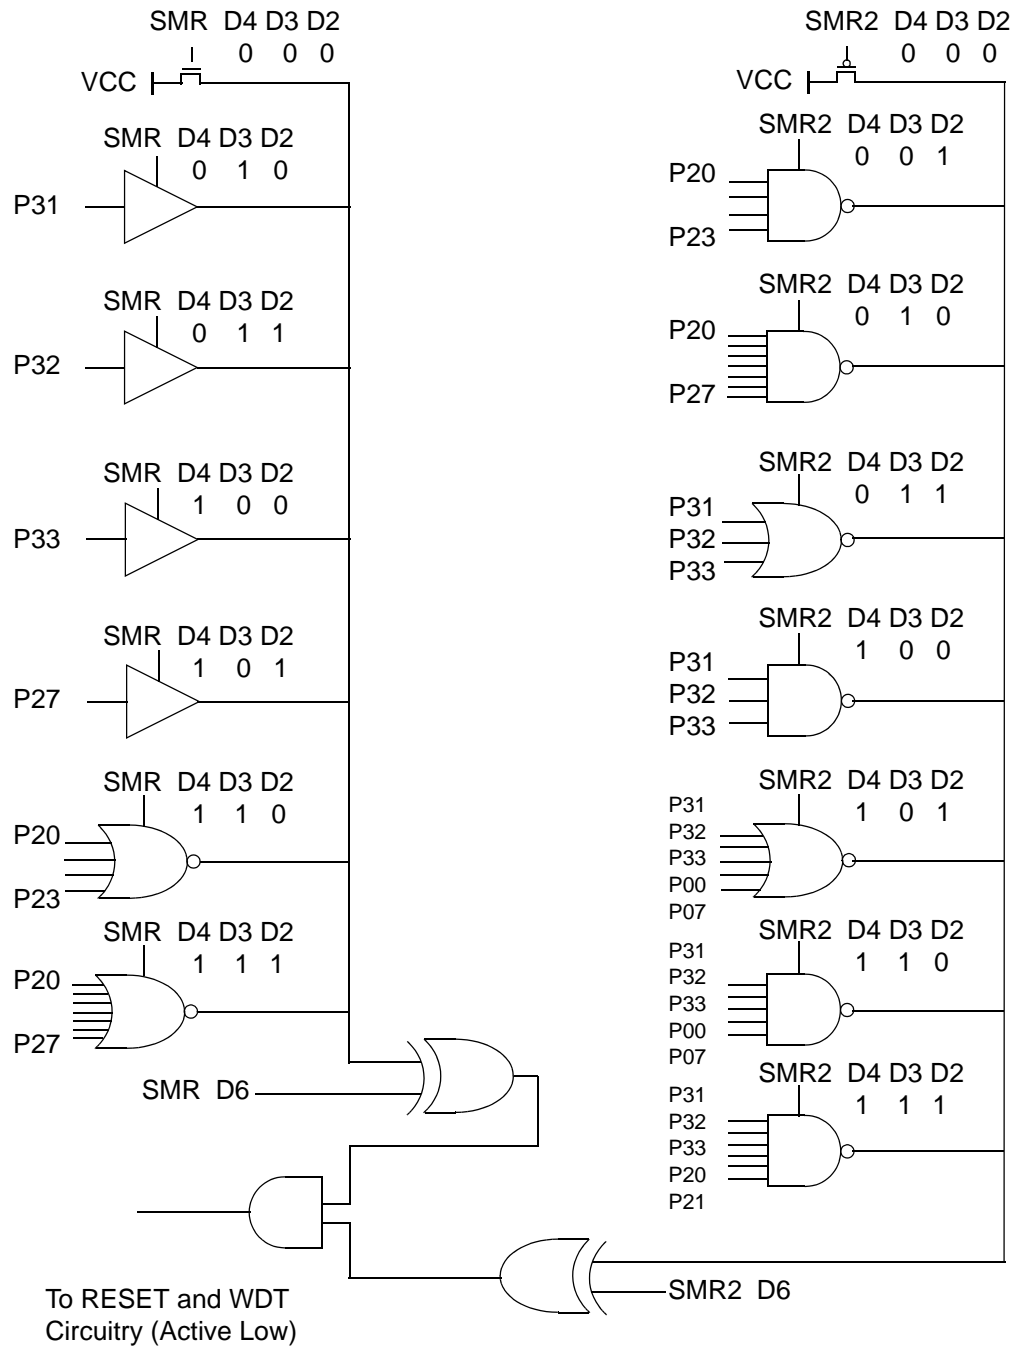 SMR D4 D3 D2
0 0 0
VCC
SMR D4 D3 D2
0 1 0
P31
SMR D4 D3 D2
0 1 1
P32
SMR D4 D3 D2
1 0 0
P33
SMR D4 D3 D2
1 0 1
P27
SMR D4 D3 D2
1 1 0
P20
P23
SMR D4 D3 D2
1 1 1
P20
P27
SMR D6
To RESET and WDT
Circuitry (Active Low)
SMR2 D4 D3 D2
0 0 0
VCC
SMR2 D4 D3 D2
0 0 1
P20
P23
SMR2 D4 D3 D2
0 1 0
P20
P27
SMR2 D4 D3 D2
0 1 1
P31
P32
P33
SMR2 D4 D3 D2
1 0 0
P31
P32
P33
SMR2 D4 D3 D2
1 0 1
P31
P32
P33
P00
P07
SMR2 D4 D3 D2
1 1 0
P31
P32
P33
P00
P07
SMR2 D4 D3 D2
1 1 1
P31
P32
P33
P20
P21
SMR2 D6